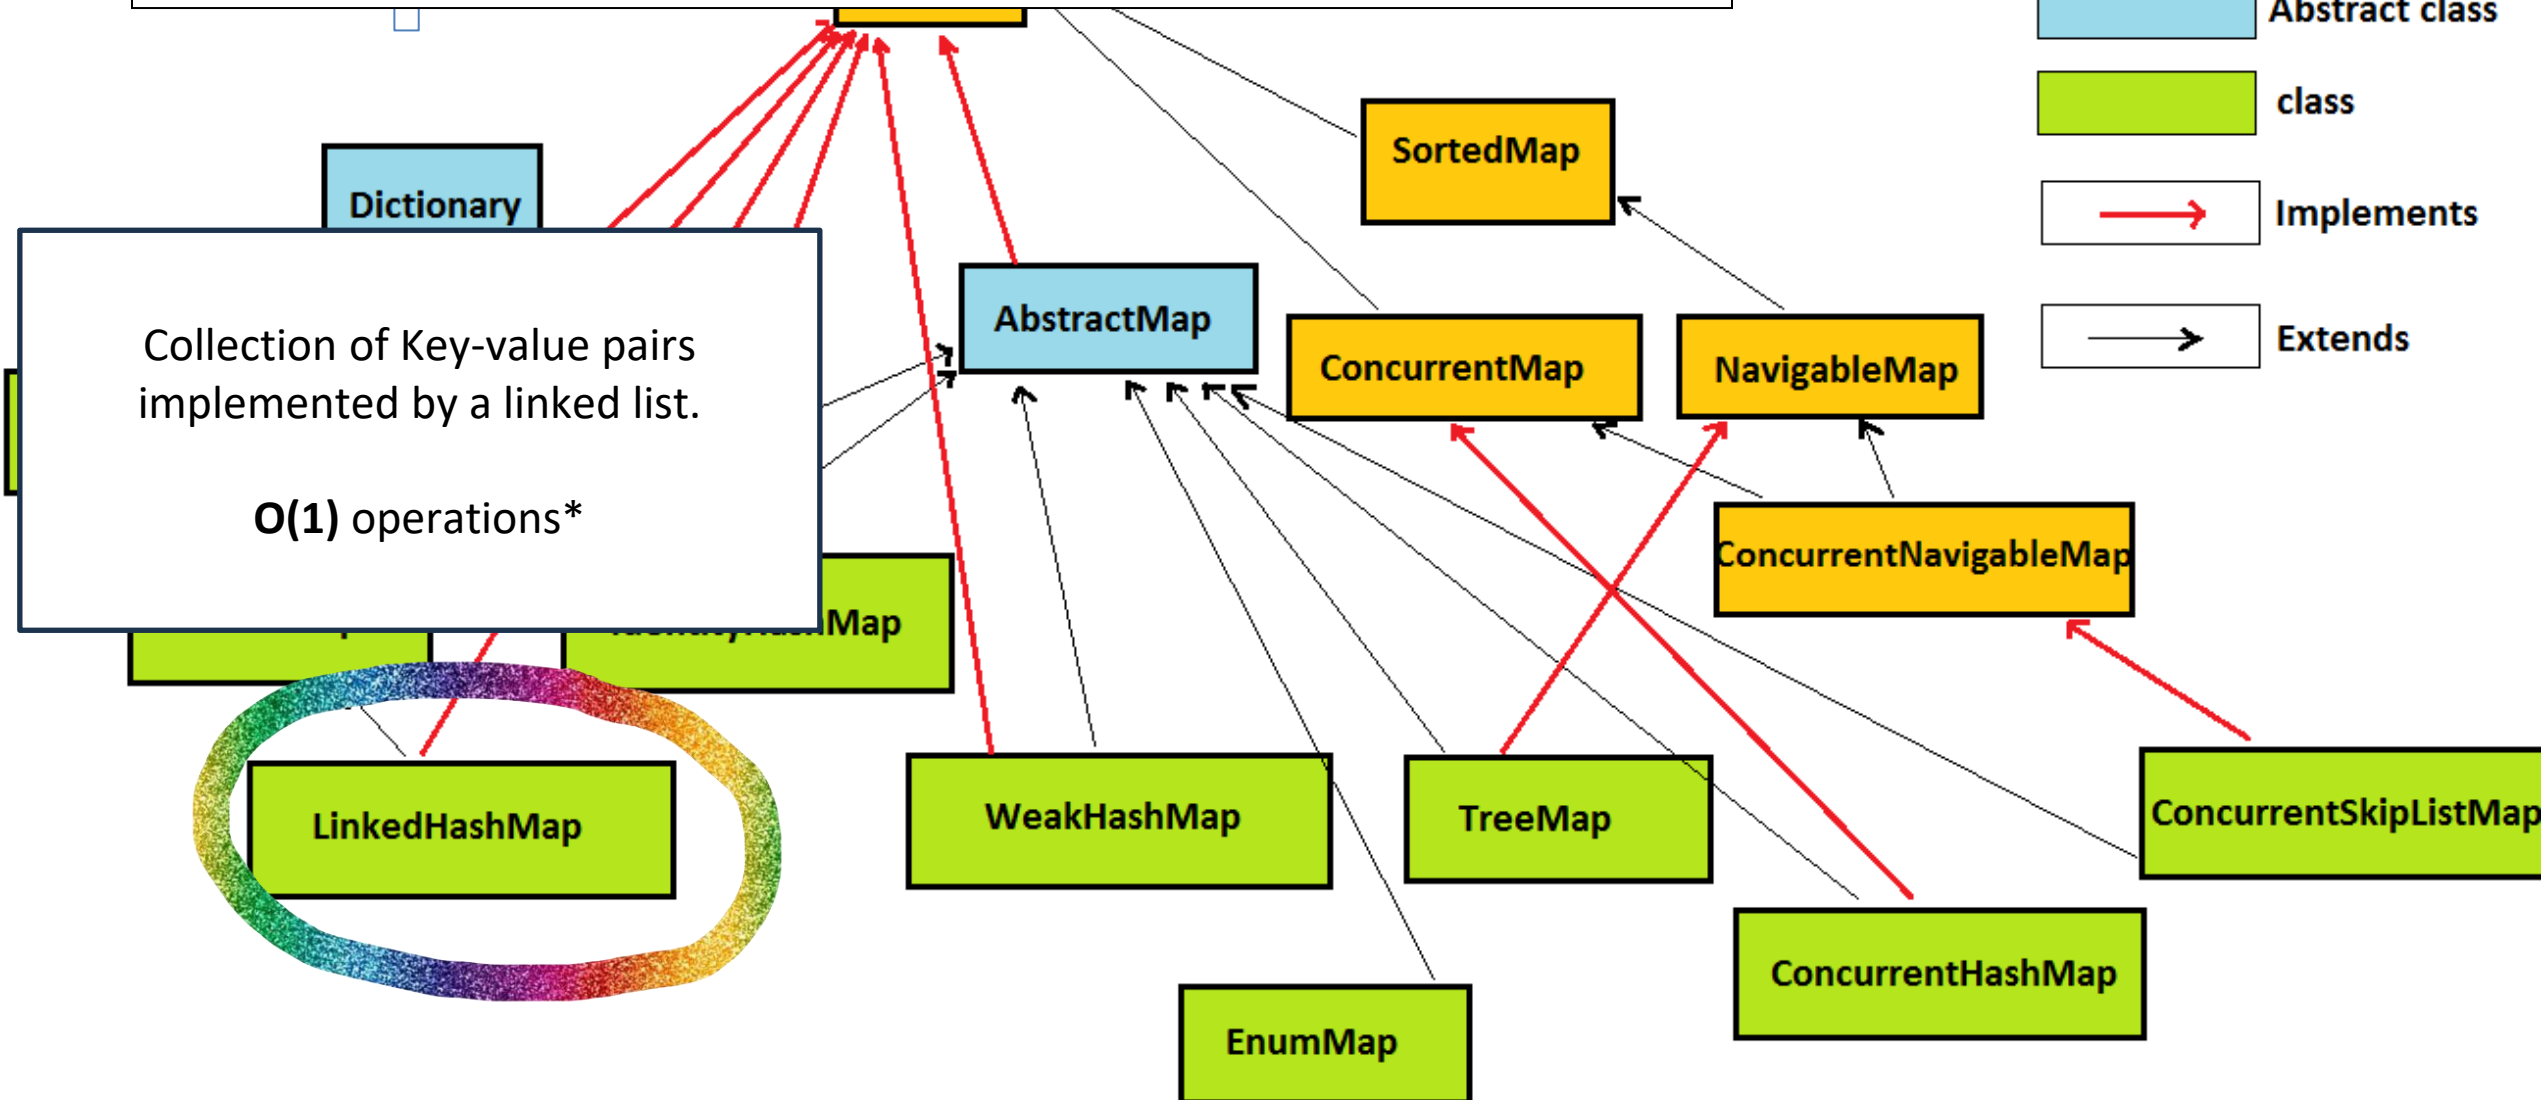 Abstract class
class
SortedMap
Dictionary
Implements
AbstractMap
Extends
Collection of Key-value pairs
implemented by a linked list.
O(1) operations*
ConcurrentMap
NavigableMap
ConcurrentNavigableMap
IdentityHashMap
LinkedHashMap
WeakHashMap
TreeMap
ConcurrentSkipListMap
ConcurrentHashMap
EnumMap